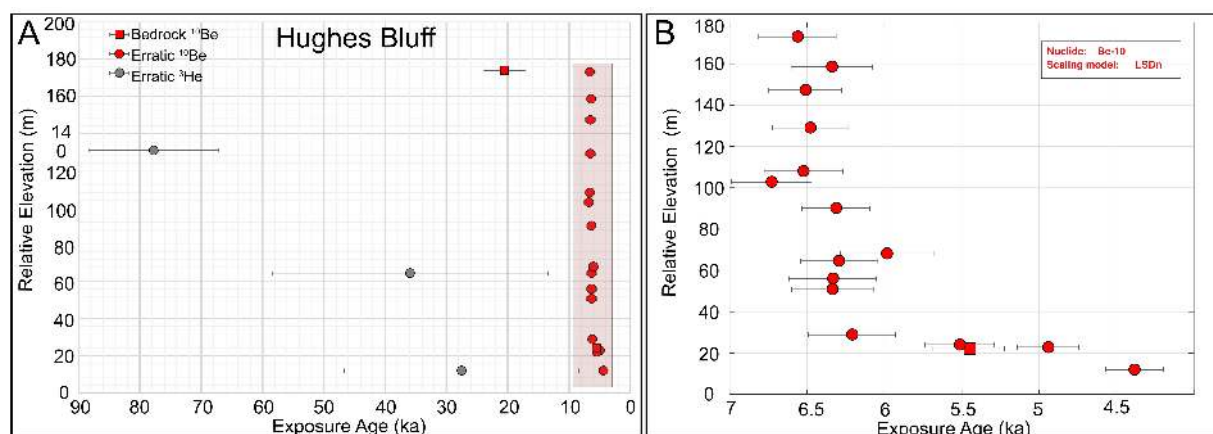 A
Hughes Bluff
Bedrock ¹⁰Be
Erratic ¹⁰Be
Erratic ³He
200
180
160
14
0
120
100
80
60
40
20
0
Relative Elevation (m)
90 80 70 60 50 40 30 20 10 0
Exposure Age (ka)
B
Nuclide: Be-10
Scaling model: LSDn
180
160
140
120
100
80
60
40
20
0
Relative Elevation (m)
7 6.5 6 5.5 5 4.5
Exposure Age (ka)